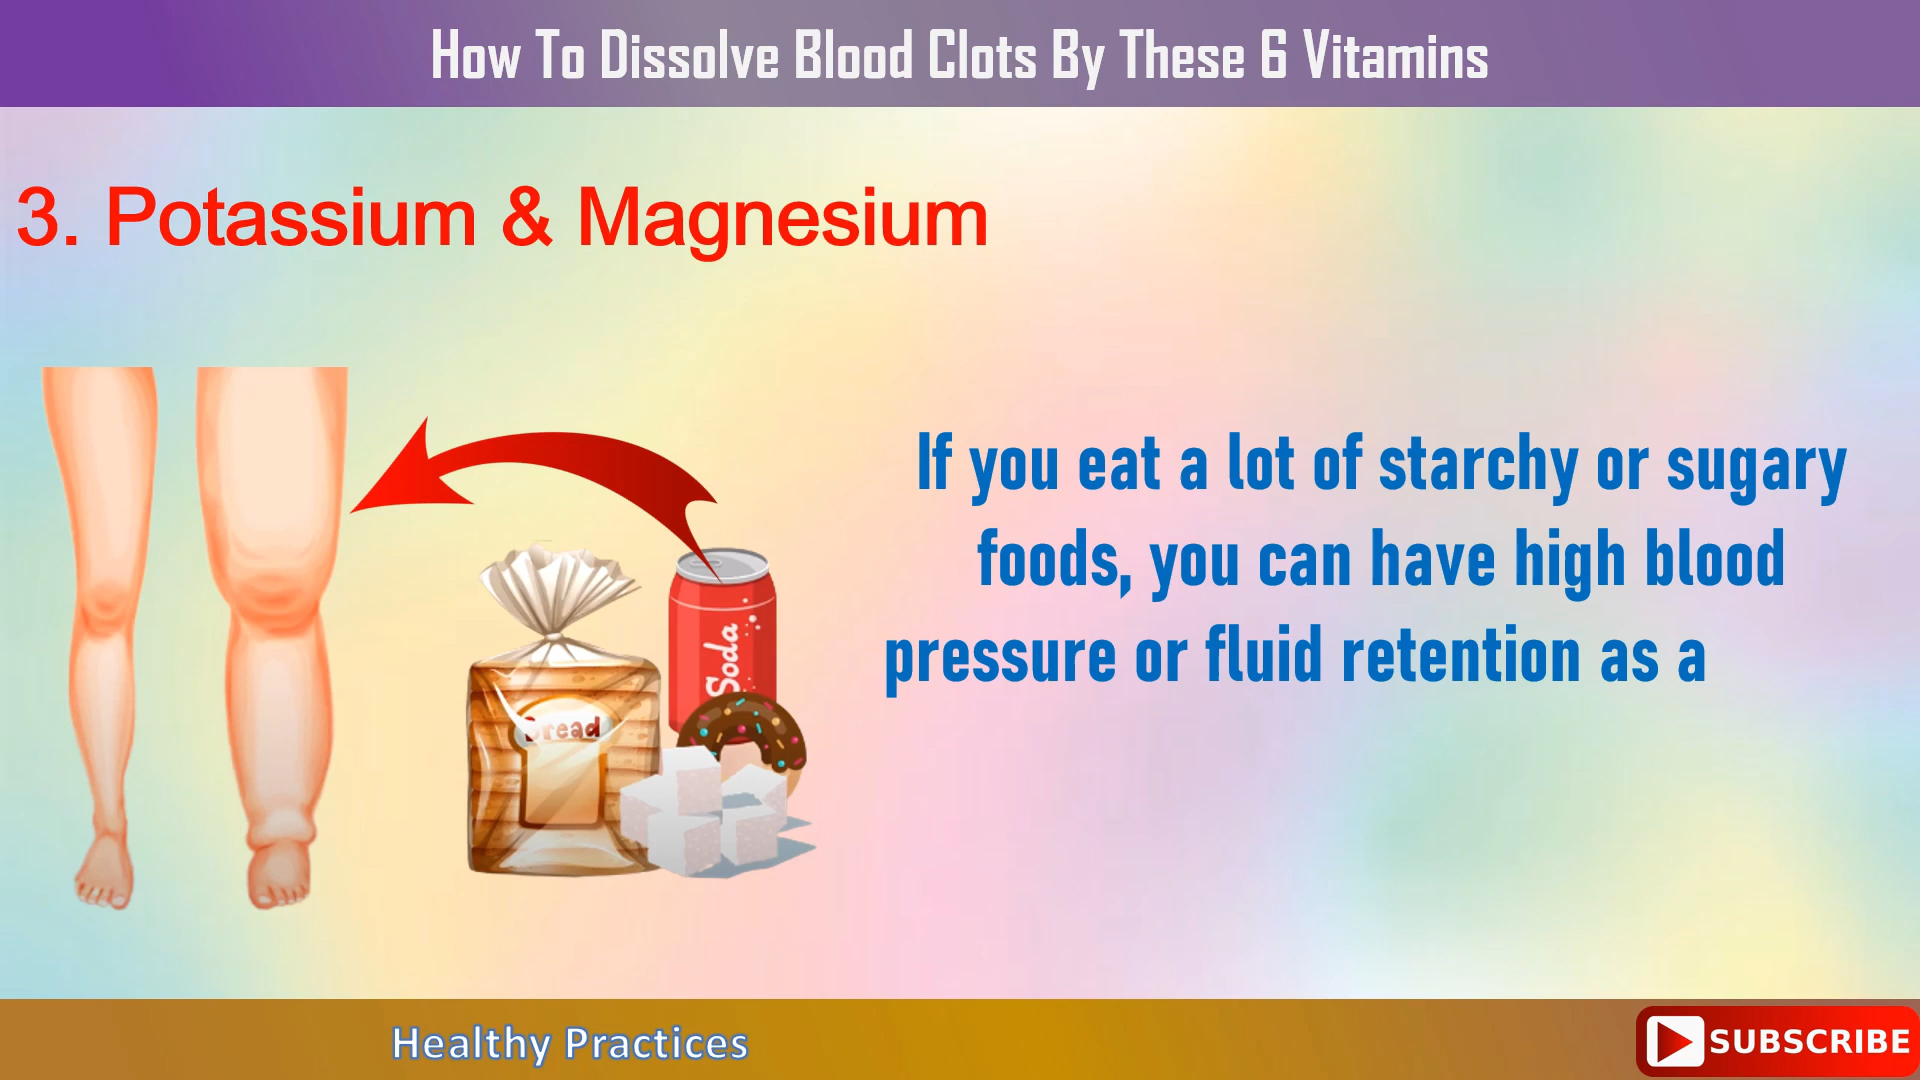 How To Dissolve Blood Clots By These 6 Vitamins
3. Potassium & Magnesium
If you eat a lot of starchy or sugary
foods, you can have high blood
pressure or fluid retention as a
Soda
Bread
Healthy Practices
SUBSCRIBE